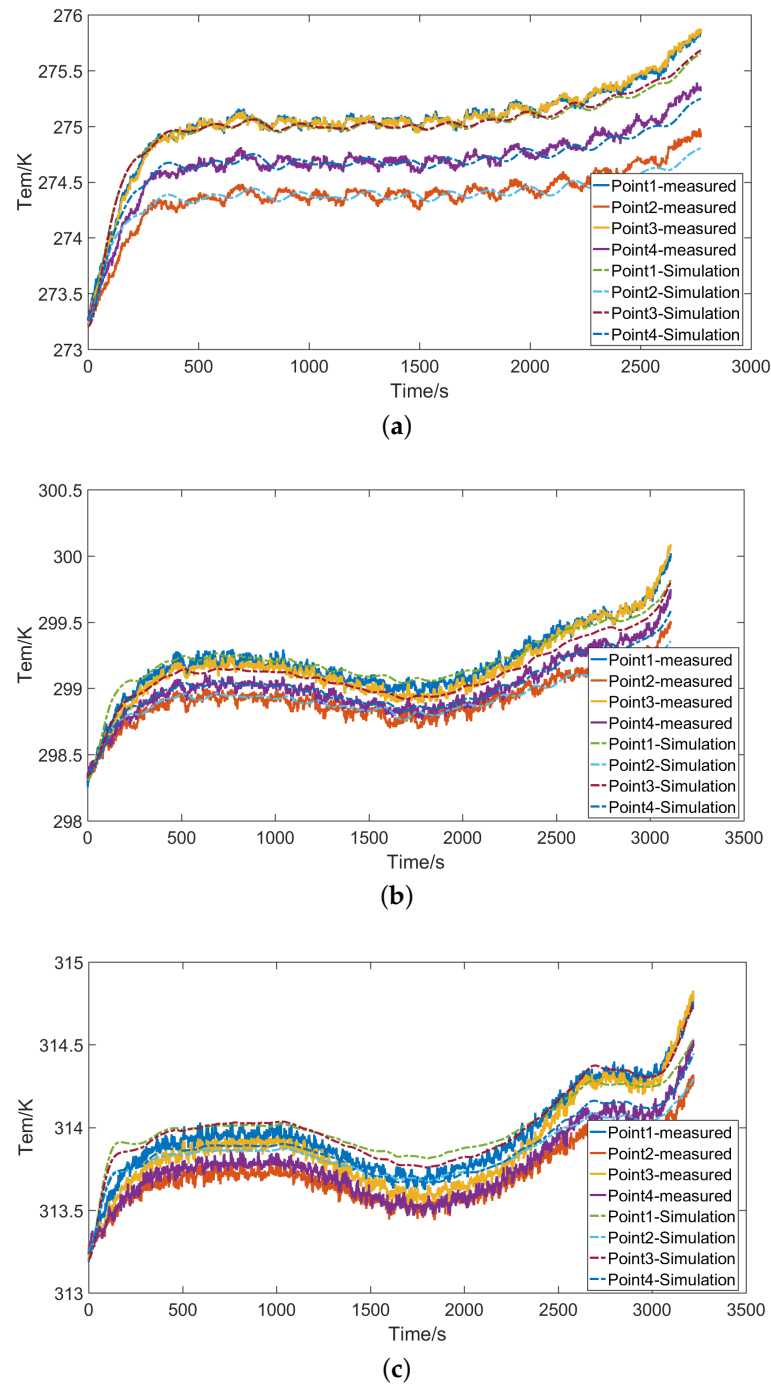 276
275.5
275
274.5
274
273.5
273
Tem/K
Point1-measured
Point2-measured
Point3-measured
Point4-measured
Point1-Simulation
Point2-Simulation
Point3-Simulation
Point4-Simulation
0 500 1000 1500 2000 2500 3000
Time/s
(a)
300.5
300
299.5
299
298.5
298
Tem/K
Point1-measured
Point2-measured
Point3-measured
Point4-measured
Point1-Simulation
Point2-Simulation
Point3-Simulation
Point4-Simulation
0 500 1000 1500 2000 2500 3000 3500
Time/s
(b)
315
314.5
314
313.5
313
Tem/K
Point1-measured
Point2-measured
Point3-measured
Point4-measured
Point1-Simulation
Point2-Simulation
Point3-Simulation
Point4-Simulation
0 500 1000 1500 2000 2500 3000 3500
Time/s
(c)